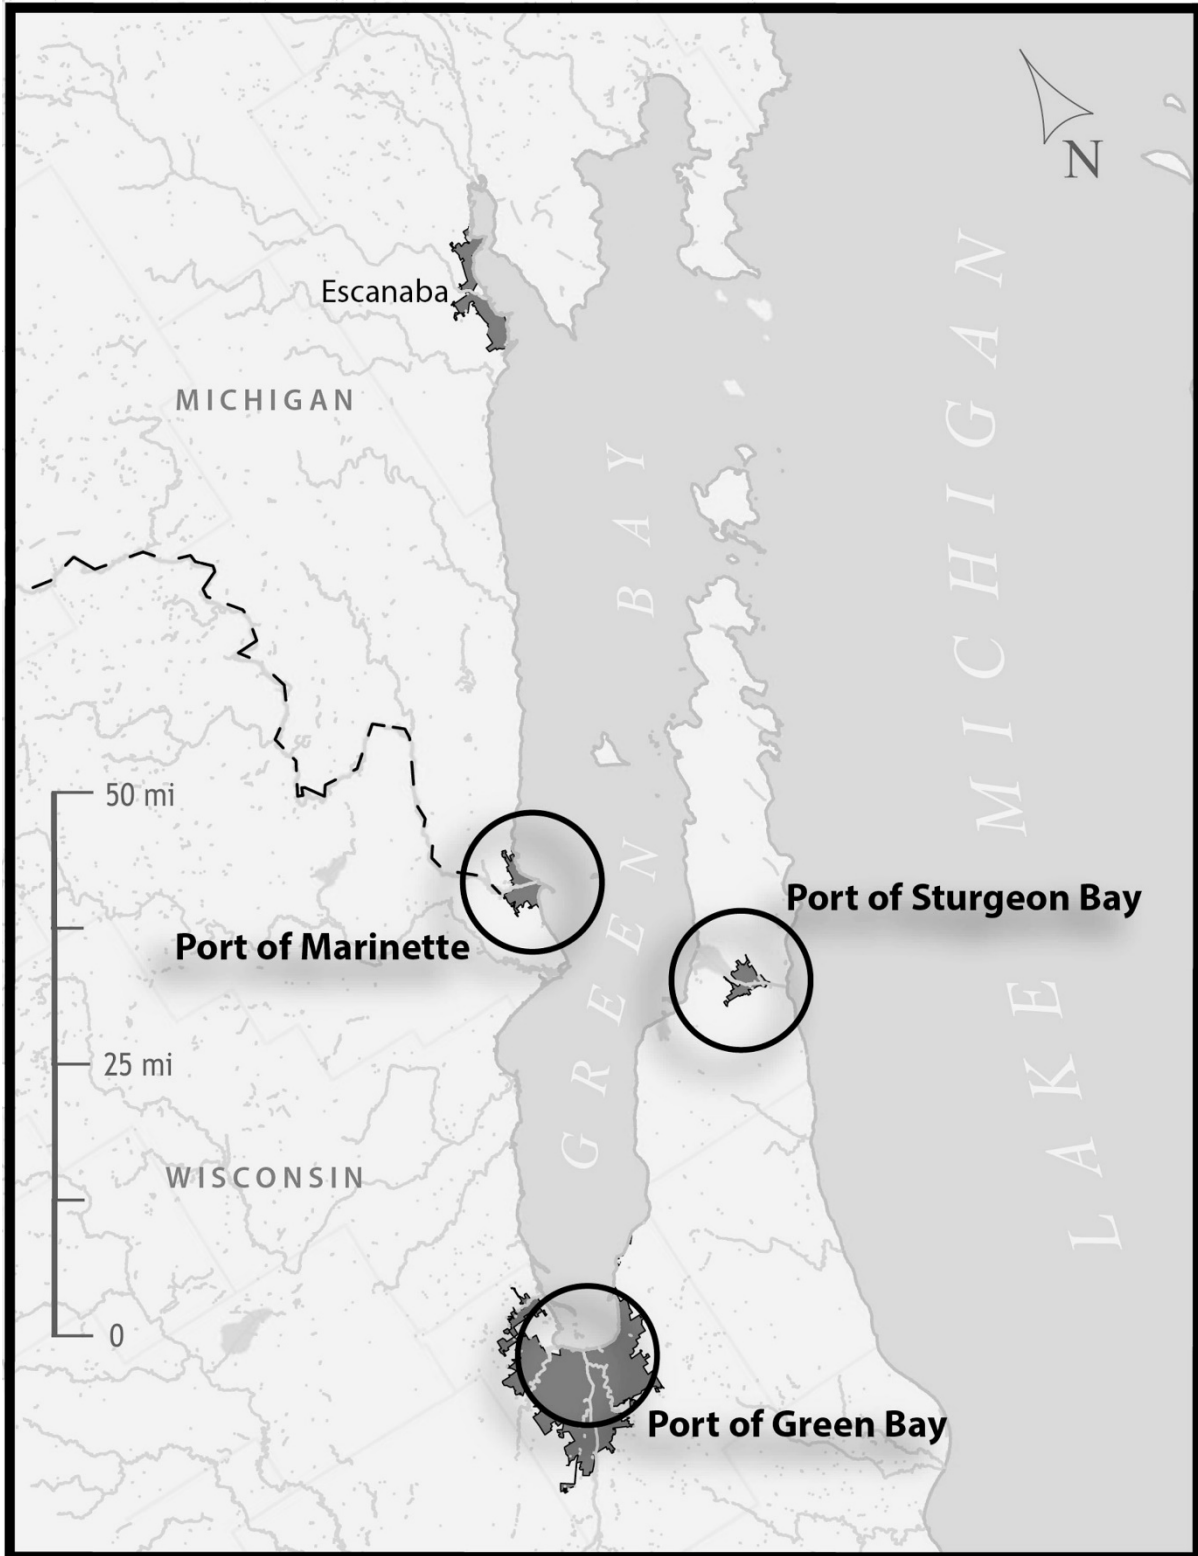 N
Escanaba
MICHIGAN
GREEN BAY
LAKE MICHIGAN
50 mi
Port of Sturgeon Bay
Port of Marinette
25 mi
WISCONSIN
0
Port of Green Bay